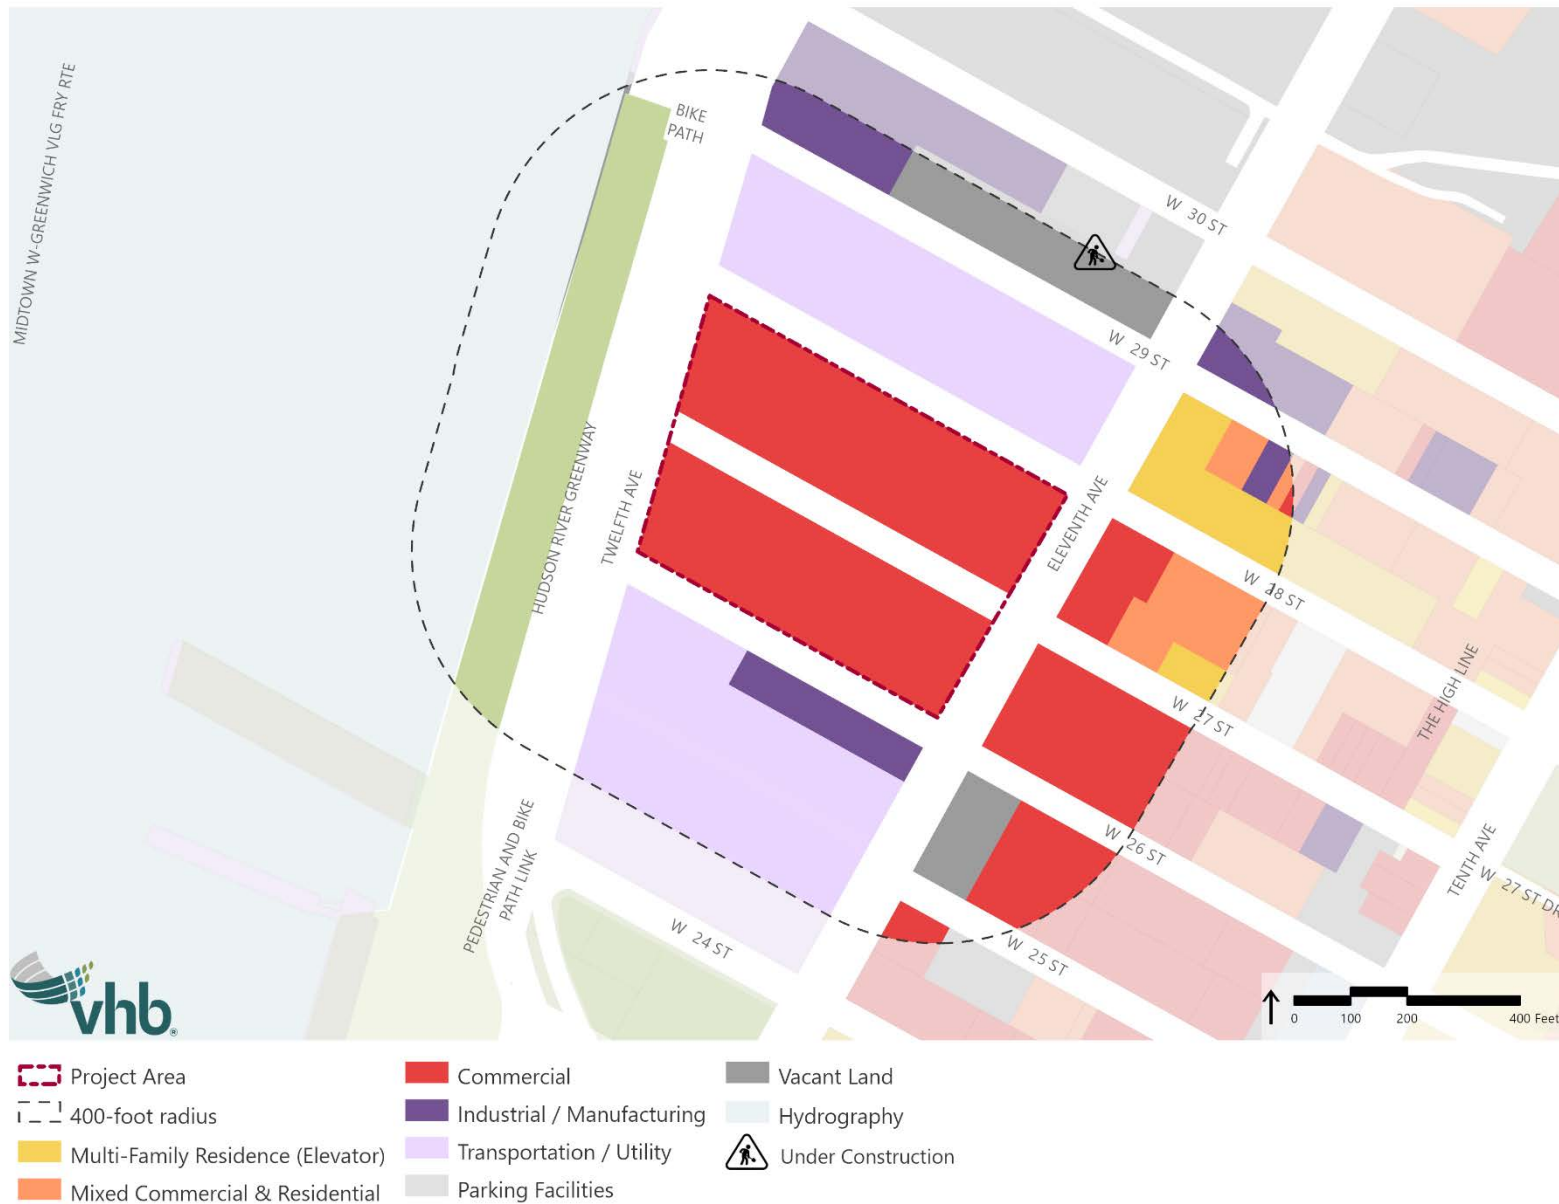 MIDTOWN W-GREENWICH VLG FRY RTE
BIKE
PATH
W 30 ST
W 29 ST
HUDSON RIVER GREENWAY
TWELFTH AVE
ELEVENTH AVE
W 28 ST
THE HIGH LINE
W 27 ST
W 26 ST
TENTH AVE
W 27 ST DR
PEDESTRIAN AND BIKE
PATH LINK
W 24 ST
W 25 ST
vhb®
0 100 200 400 Feet
Project Area
400-foot radius
Multi-Family Residence (Elevator)
Mixed Commercial & Residential
Commercial
Industrial / Manufacturing
Transportation / Utility
Parking Facilities
Vacant Land
Hydrography
Under Construction